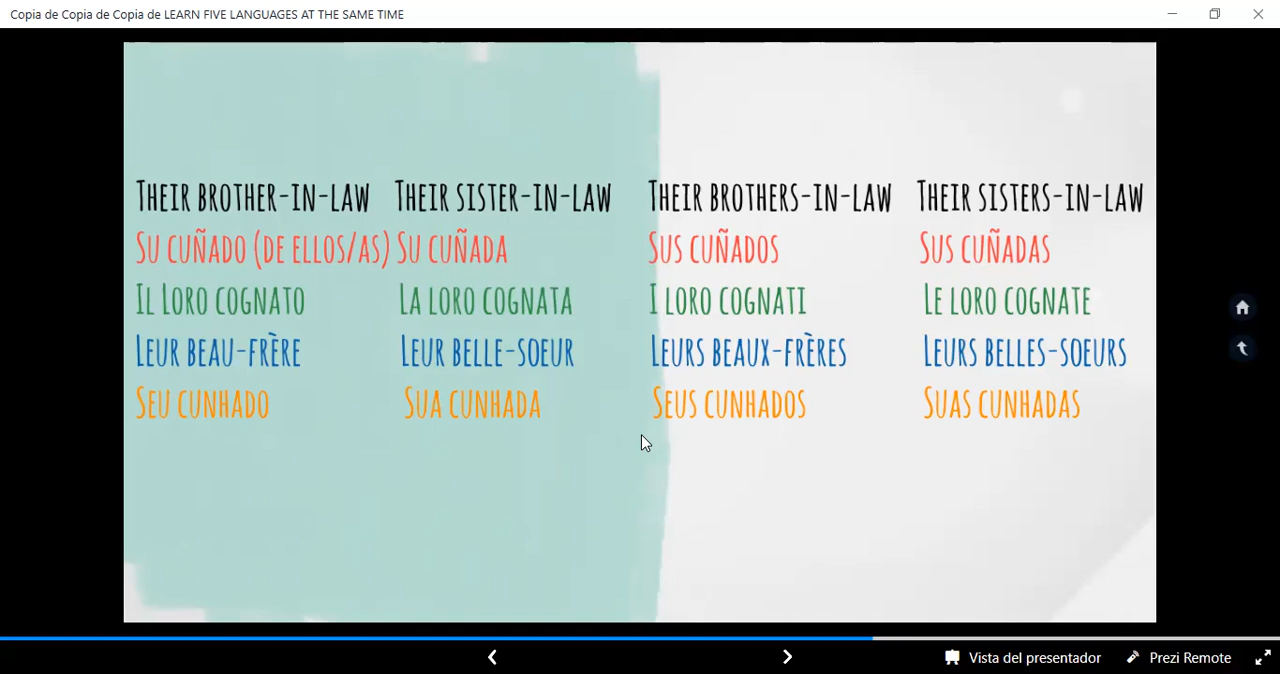 Copia de Copia de Copia de LEARN FIVE LANGUAGES AT THE SAME TIME
Their brother-in-law Their sister-in-law Their brothers-in-law Their sisters-in-law
Su cuñado (de ellos/as) Su cuñada Sus cuñados Sus cuñadas
Il Loro cognato La loro cognata I loro cognati Le loro cognate
Leur beau-frère Leur belle-soeur Leurs beaux-frères Leurs belles-soeurs
Seu cunhado Sua cunhada Seus cunhados Suas cunhadas
Vista del presentador Prezi Remote